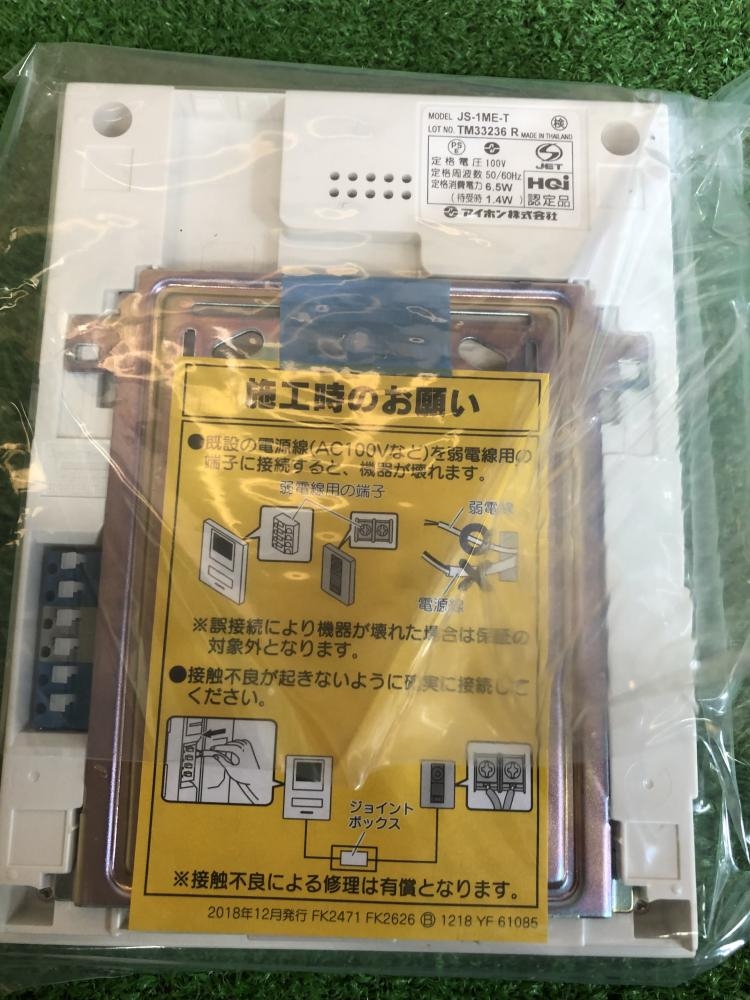 MODEL JS-1ME-T
検
LOT NO. TM33236 R MADE IN THAILAND
PS
E
JET
定格電圧 100V
定格周波数 50/60Hz
定格消費電力 6.5W
(待受時 1.4W)
HQi
認定品
アイホン株式会社
施工時のお願い
●既設の電源線(AC100Vなど)を弱電線用の
端子に接続すると、機器が壊れます。
弱電線用の端子
弱電線
電源線
※誤接続により機器が壊れた場合は保証の
対象外となります。
●接触不良が起きないように確実に接続して
ください。
ジョイント
ボックス
※接触不良による修理は有償となります。
2018年12月発行 FK2471 FK2626 日 1218 YF 61085